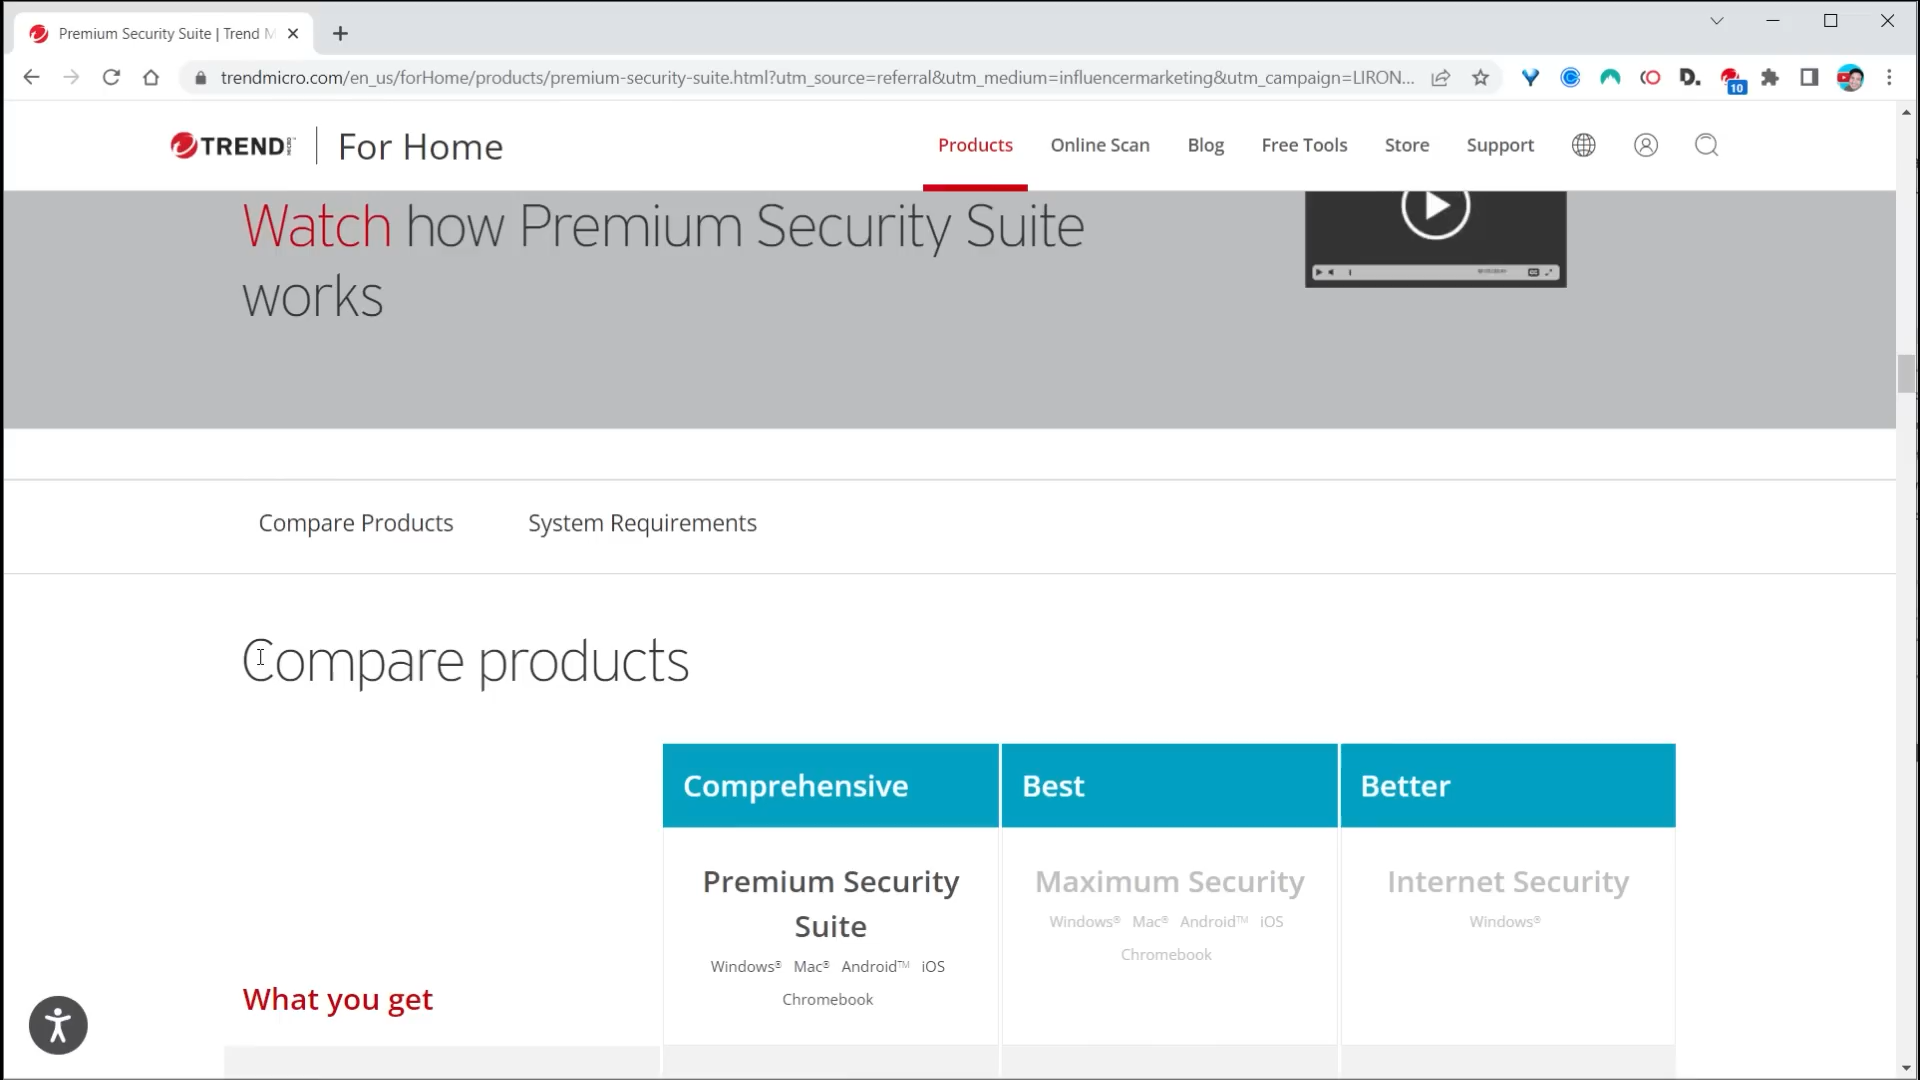 Premium Security Suite | Trend M
trendmicro.com/en_us/forHome/products/premium-security-suite.html?utm_source=referral&utm_medium=influencermarketing&utm_campaign=LIRON...
D.
10
TREND MICRO™
For Home
Products
Online Scan
Blog
Free Tools
Store
Support
Watch how Premium Security Suite
works
CC
Compare Products
System Requirements
Compare products
Comprehensive
Best
Better
Premium Security
Suite
Windows® Mac® Android™ iOS
Chromebook
Maximum Security
Windows® Mac® Android™ iOS
Chromebook
Internet Security
Windows®
What you get